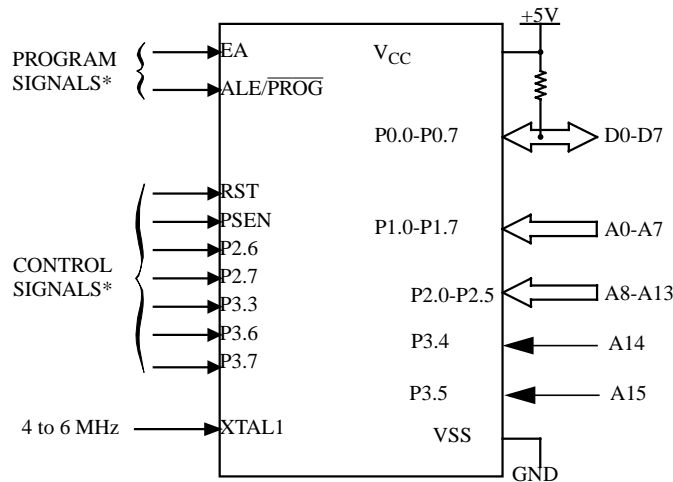 +5V
PROGRAM
SIGNALS*
EA
ALE/PROG
VCC
P0.0-P0.7
D0-D7
CONTROL
SIGNALS*
RST
PSEN
P2.6
P2.7
P3.3
P3.6
P3.7
P1.0-P1.7
A0-A7
P2.0-P2.5
A8-A13
P3.4
A14
P3.5
A15
4 to 6 MHz
XTAL1
VSS
GND